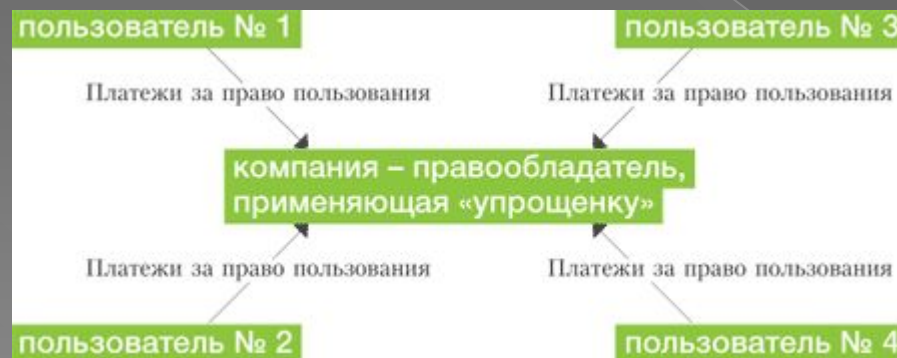 пользователь № 1
пользователь № 3
Платежи за право пользования
Платежи за право пользования
компания – правообладатель,
применяющая «упрощенку»
Платежи за право пользования
Платежи за право пользования
пользователь № 2
пользователь № 4